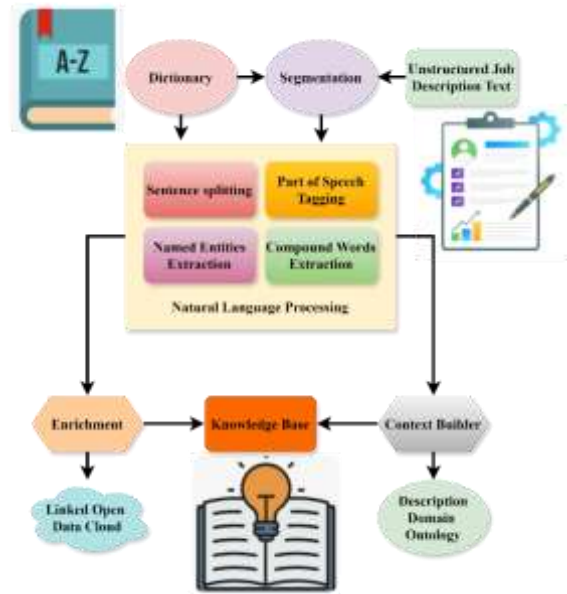 A-Z
Dictionary
Segmentation
Unstructured Job
Description Text
Sentence splitting
Part of Speech
Tagging
Named Entities
Extraction
Compound Words
Extraction
Natural Language Processing
Enrichment
Knowledge Base
Context Builder
Linked Open
Data Cloud
Description
Domain
Ontology